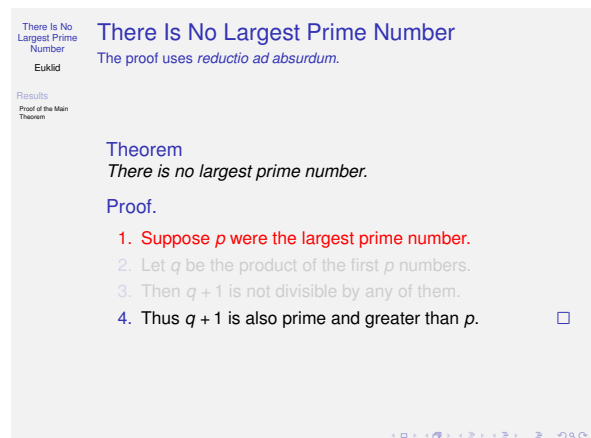 There Is No
Largest Prime
Number
Euklid
Results
Proof of the Main
Theorem
There Is No Largest Prime Number
The proof uses reductio ad absurdum.
Theorem
There is no largest prime number.
Proof.
1. Suppose p were the largest prime number.
2. Let q be the product of the first p numbers.
3. Then q + 1 is not divisible by any of them.
4. Thus q + 1 is also prime and greater than p. □